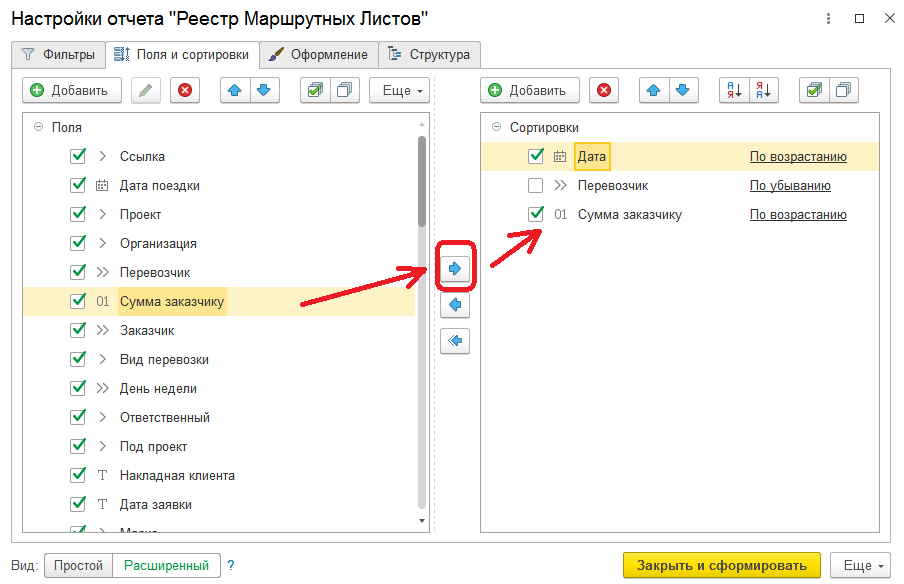 Настройки отчета "Реестр Маршрутных Листов"
Фильтры Поля и сортировки Оформление Структура
Добавить Еще Добавить
Поля
Ссылка
Дата поездки
Проект
Организация
Перевозчик
01 Сумма заказчику
Заказчик
Вид перевозки
День недели
Ответственный
Под проект
T Накладная клиента
T Дата заявки
Сортировки
Дата По возрастанию
Перевозчик По убыванию
01 Сумма заказчику По возрастанию
Вид: Простой Расширенный ? Закрыть и сформировать Еще